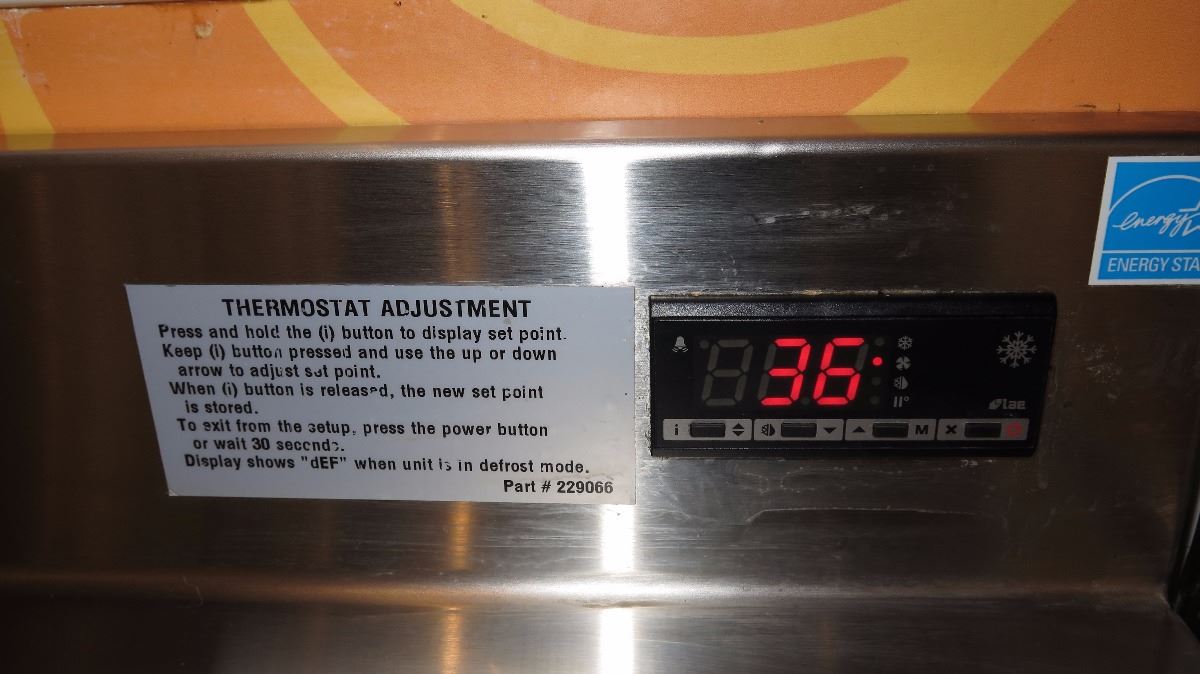 THERMOSTAT ADJUSTMENT
Press and hold the (i) button to display set point.
Keep (i) button pressed and use the up or down
arrow to adjust set point.
When (i) button is released, the new set point
is stored.
To exit from the setup, press the power button
or wait 30 seconds.
Display shows "dEF" when unit is in defrost mode.
Part # 229066
36
lae
i
M
energy
ENERGY STA